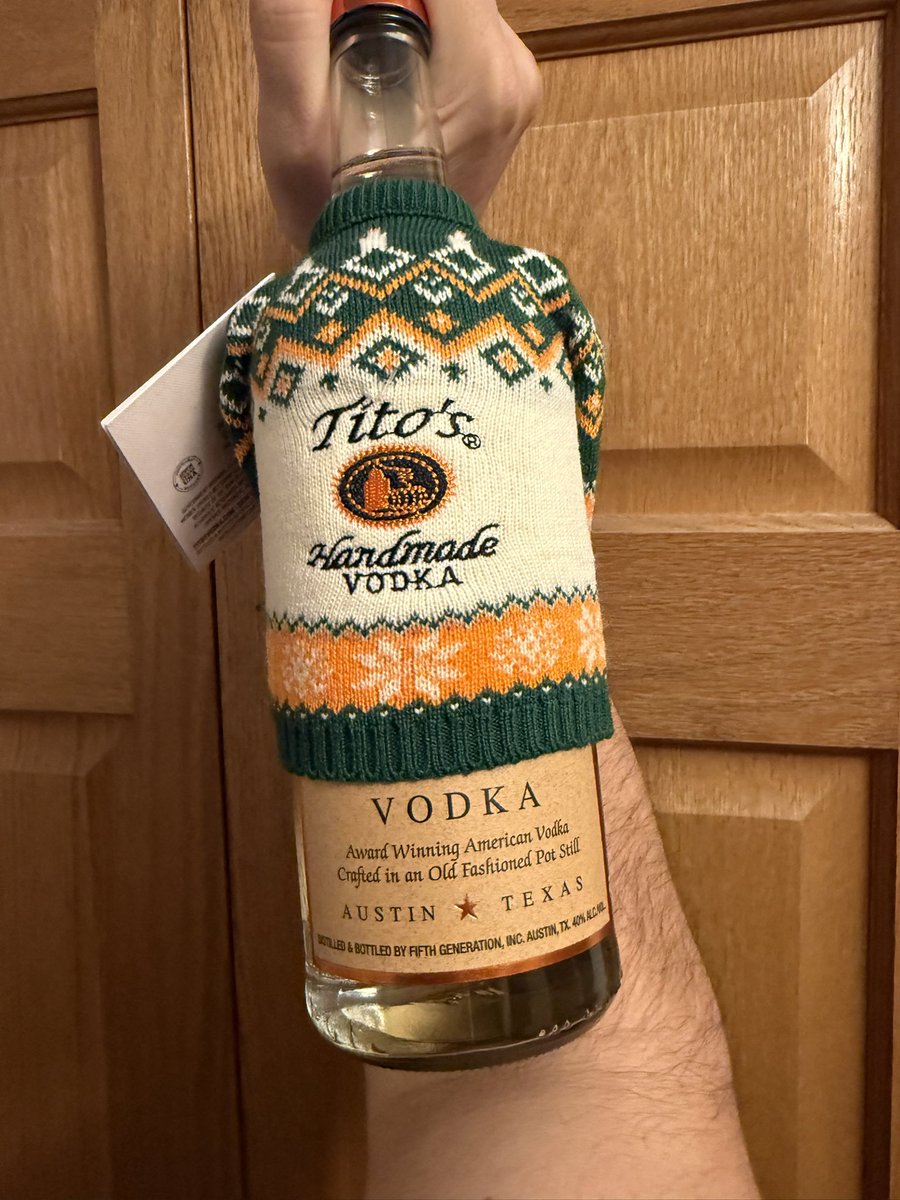 Tito's®
Handmade
VODKA
VODKA
Award Winning American Vodka
Crafted in an Old Fashioned Pot Still
AUSTIN ★ TEXAS
DISTILLED & BOTTLED BY FIFTH GENERATION, INC. AUSTIN, TX. 40% ALC./VOL.